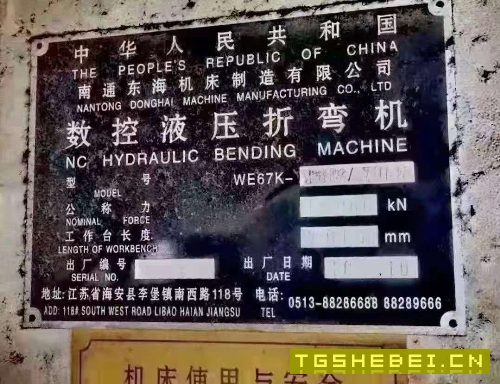 中华人民共和国
THE PEOPLE'S REPUBLIC OF CHINA
南通东海机床制造有限公司
NANTONG DONGHAI MACHINE MANUFACTURING CO., LTD
数控液压折弯机
NC HYDRAULIC BENDING MACHINE
型号 WE67K-
MODEL
公称力 kN
NOMINAL FORCE
工作台长度 mm
LENGTH OF WORKBENCH
出厂编号 出厂日期
SERIAL NO. DATE
地址:江苏省海安县李堡镇南西路118号 电话: 0513-88286688 88289666
ADD: 118# SOUTH WEST ROAD LIBAO HAIAN JIANGSU TEL
机床使用与安全
TGSHEBEI.CN